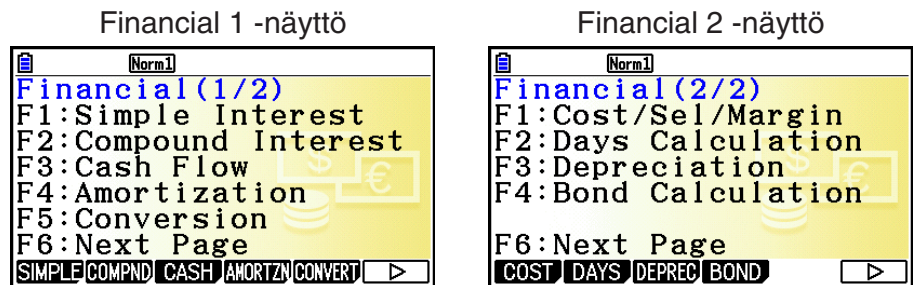 Financial 1 -näyttö
Norm1
Financial(1/2)
F1:Simple Interest
F2:Compound Interest
F3:Cash Flow
F4:Amortization
F5:Conversion
F6:Next Page
SIMPLE COMPND CASH AMORTZN CONVERT ▷
Financial 2 -näyttö
Norm1
Financial(2/2)
F1:Cost/Sel/Margin
F2:Days Calculation
F3:Depreciation
F4:Bond Calculation
F6:Next Page
COST DAYS DEPREC BOND ▷